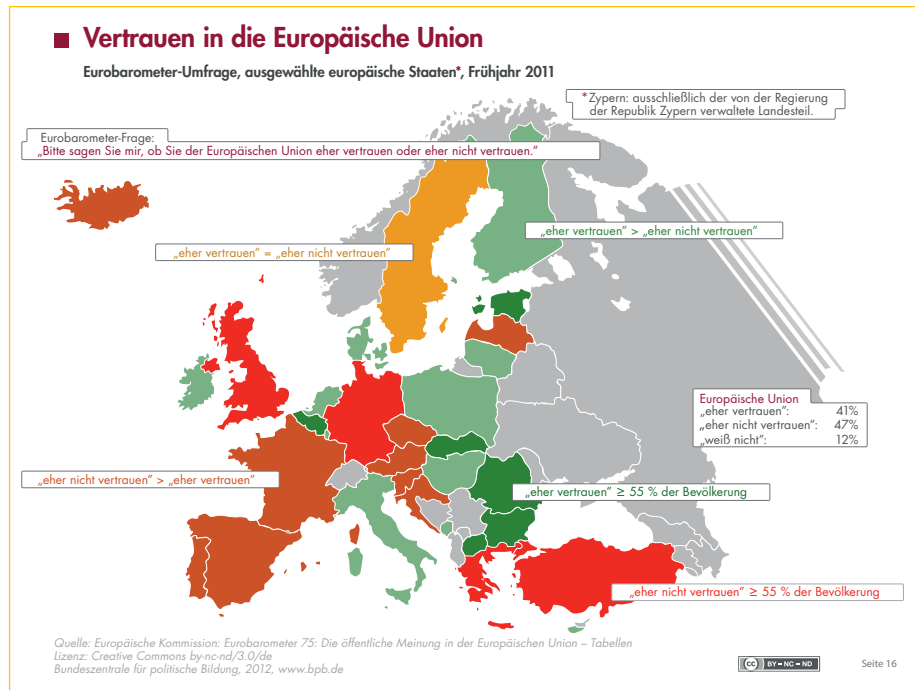 Vertrauen in die Europäische Union
Eurobarometer-Umfrage, ausgewählte europäische Staaten*, Frühjahr 2011
*Zypern: ausschließlich der von der Regierung
der Republik Zypern verwaltete Landesteil.
Eurobarometer-Frage:
„Bitte sagen Sie mir, ob Sie der Europäischen Union eher vertrauen oder eher nicht vertrauen.“
„eher vertrauen“ > „eher nicht vertrauen“
„eher vertrauen“ = „eher nicht vertrauen“
Europäische Union
„eher vertrauen“: 41%
„eher nicht vertrauen“: 47%
„weiß nicht“: 12%
„eher nicht vertrauen“ > „eher vertrauen“
„eher vertrauen“ ≥ 55 % der Bevölkerung
„eher nicht vertrauen“ ≥ 55 % der Bevölkerung
Quelle: Europäische Kommission: Eurobarometer 75: Die öffentliche Meinung in der Europäischen Union – Tabellen
Lizenz: Creative Commons by-nc-nd/3.0/de
Bundeszentrale für politische Bildung, 2012, www.bpb.de
cc BY – NC – ND
Seite 16